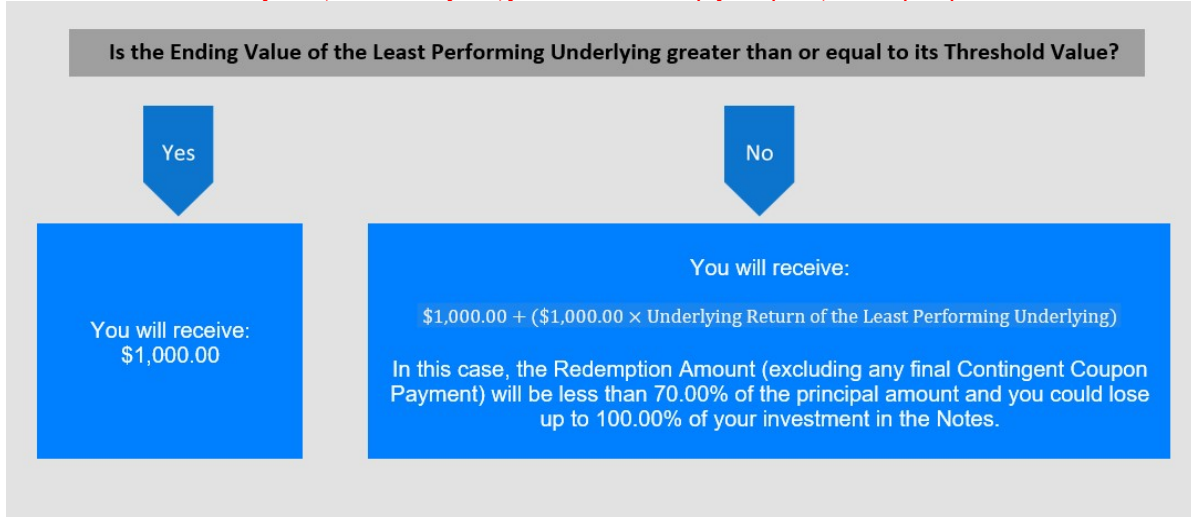 Is the Ending Value of the Least Performing Underlying greater than or equal to its Threshold Value?
Yes
No
You will receive:
$1,000.00
You will receive:
$1,000.00 + ($1,000.00 × Underlying Return of the Least Performing Underlying)
In this case, the Redemption Amount (excluding any final Contingent Coupon
Payment) will be less than 70.00% of the principal amount and you could lose
up to 100.00% of your investment in the Notes.